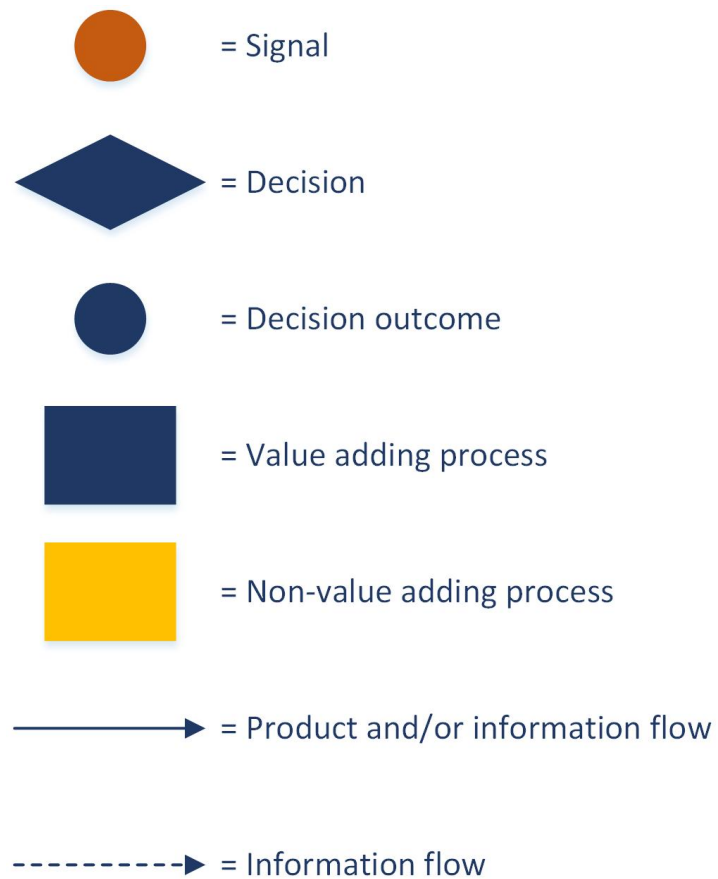 = Signal
= Decision
= Decision outcome
= Value adding process
= Non-value adding process
= Product and/or information flow
= Information flow